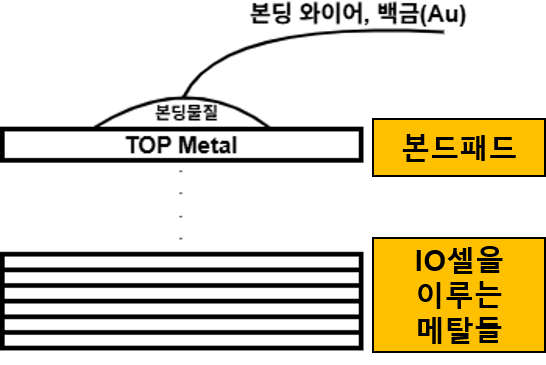 본딩 와이어, 백금(Au)
본딩물질
TOP Metal
본드패드
IO셀을
이루는
메탈들